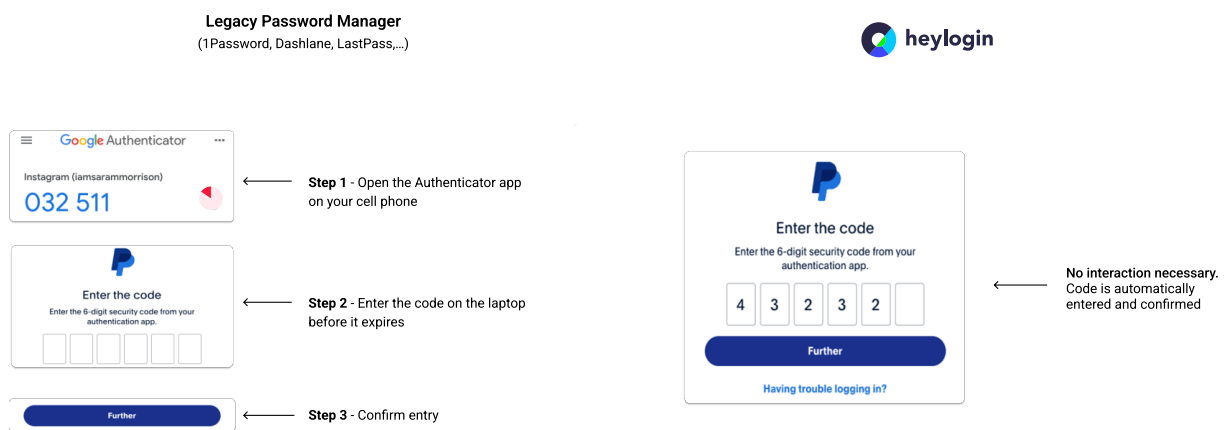 Legacy Password Manager
(1Password, Dashlane, LastPass,...)
heylogin
Google Authenticator
Instagram (iamsarammorrison)
032 511
Step 1 - Open the Authenticator app
on your cell phone
Enter the code
Enter the 6-digit security code from your
authentication app.
Step 2 - Enter the code on the laptop
before it expires
Further
Step 3 - Confirm entry
Enter the code
Enter the 6-digit security code from your
authentication app.
4 3 2 3 2
Further
Having trouble logging in?
No interaction necessary.
Code is automatically
entered and confirmed